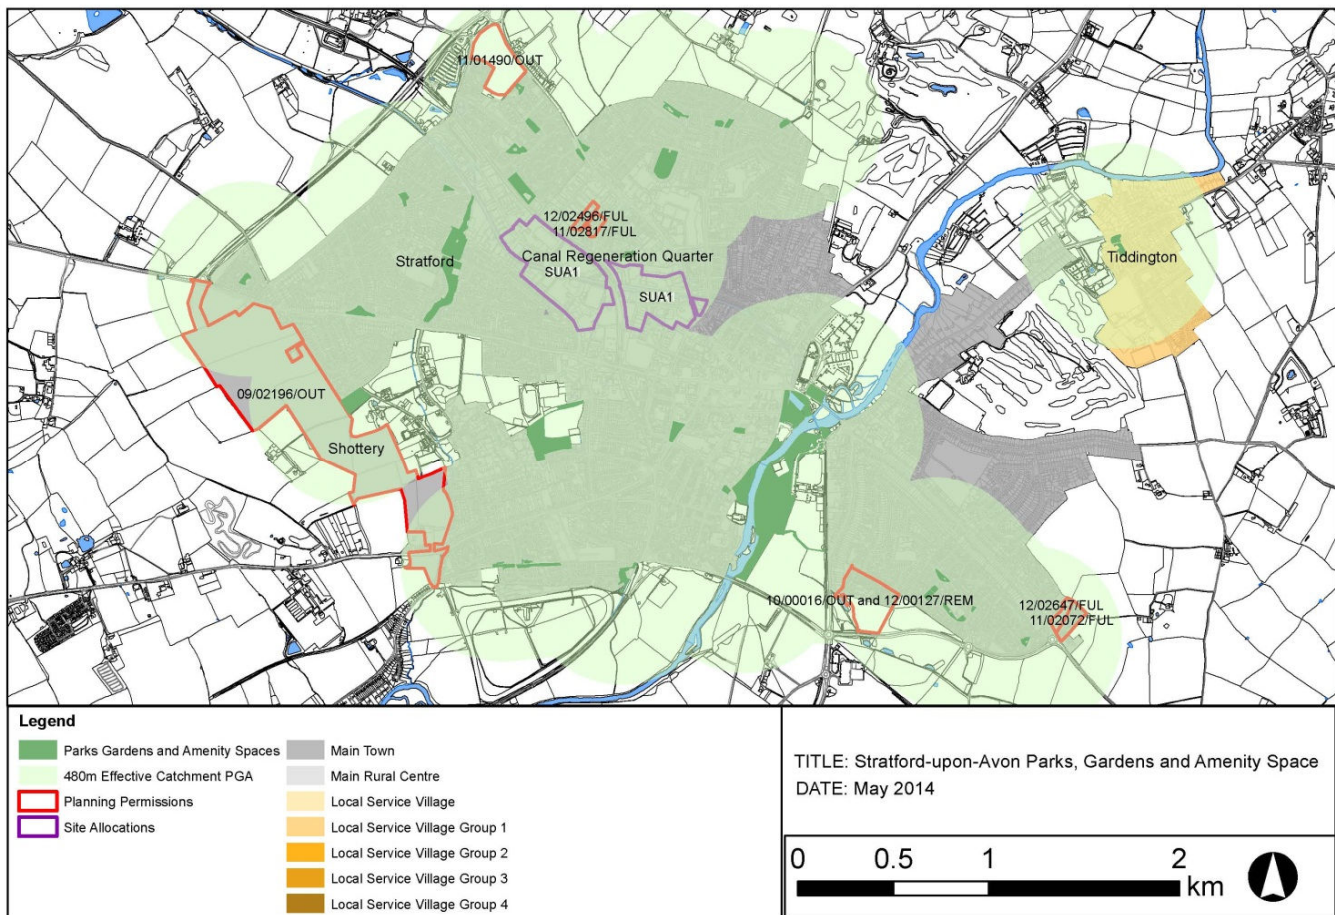 11/01490/OUT
12/02496/FUL
11/02817/FUL
Stratford
Canal Regeneration Quarter
SUA1
SUA1
Tiddington
09/02196/OUT
Shottery
10/00016/OUT and 12/00127/REM
12/02647/FUL
11/02072/FUL
Legend
Parks Gardens and Amenity Spaces
480m Effective Catchment PGA
Planning Permissions
Site Allocations
Main Town
Main Rural Centre
Local Service Village
Local Service Village Group 1
Local Service Village Group 2
Local Service Village Group 3
Local Service Village Group 4
TITLE: Stratford-upon-Avon Parks, Gardens and Amenity Space
DATE: May 2014
0 0.5 1 2
km